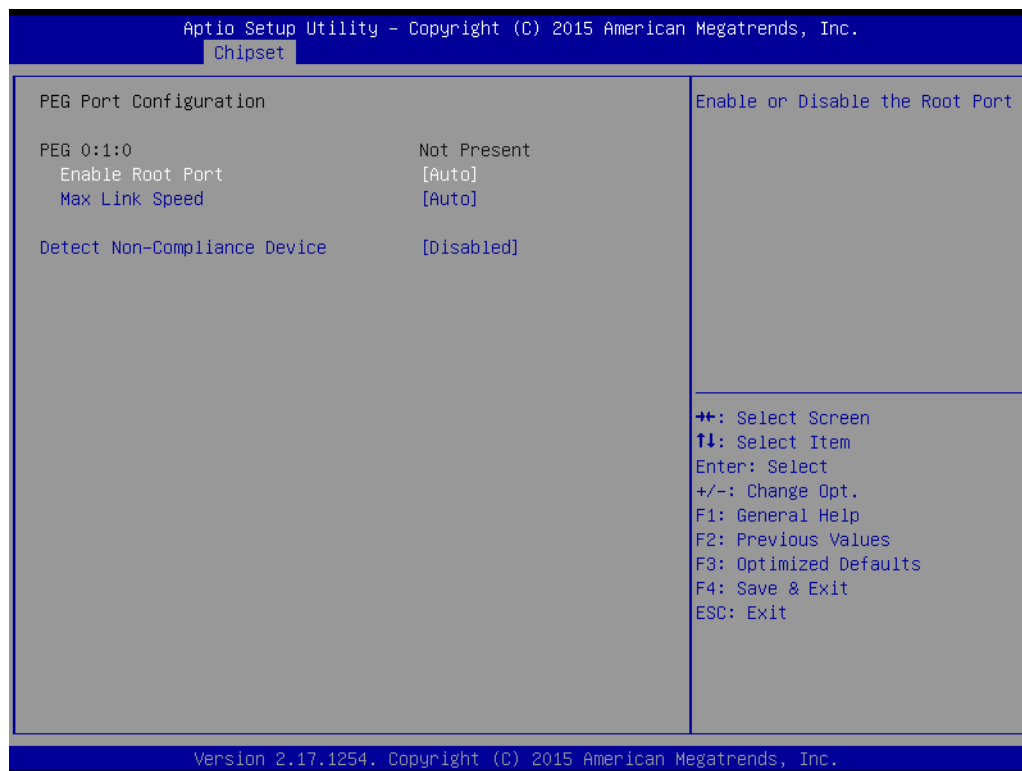 Aptio Setup Utility – Copyright (C) 2015 American Megatrends, Inc.
Chipset
PEG Port Configuration
PEG 0:1:0 Not Present
Enable Root Port [Auto]
Max Link Speed [Auto]
Detect Non-Compliance Device [Disabled]
Enable or Disable the Root Port
→←: Select Screen
↑↓: Select Item
Enter: Select
+/-: Change Opt.
F1: General Help
F2: Previous Values
F3: Optimized Defaults
F4: Save & Exit
ESC: Exit
Version 2.17.1254. Copyright (C) 2015 American Megatrends, Inc.